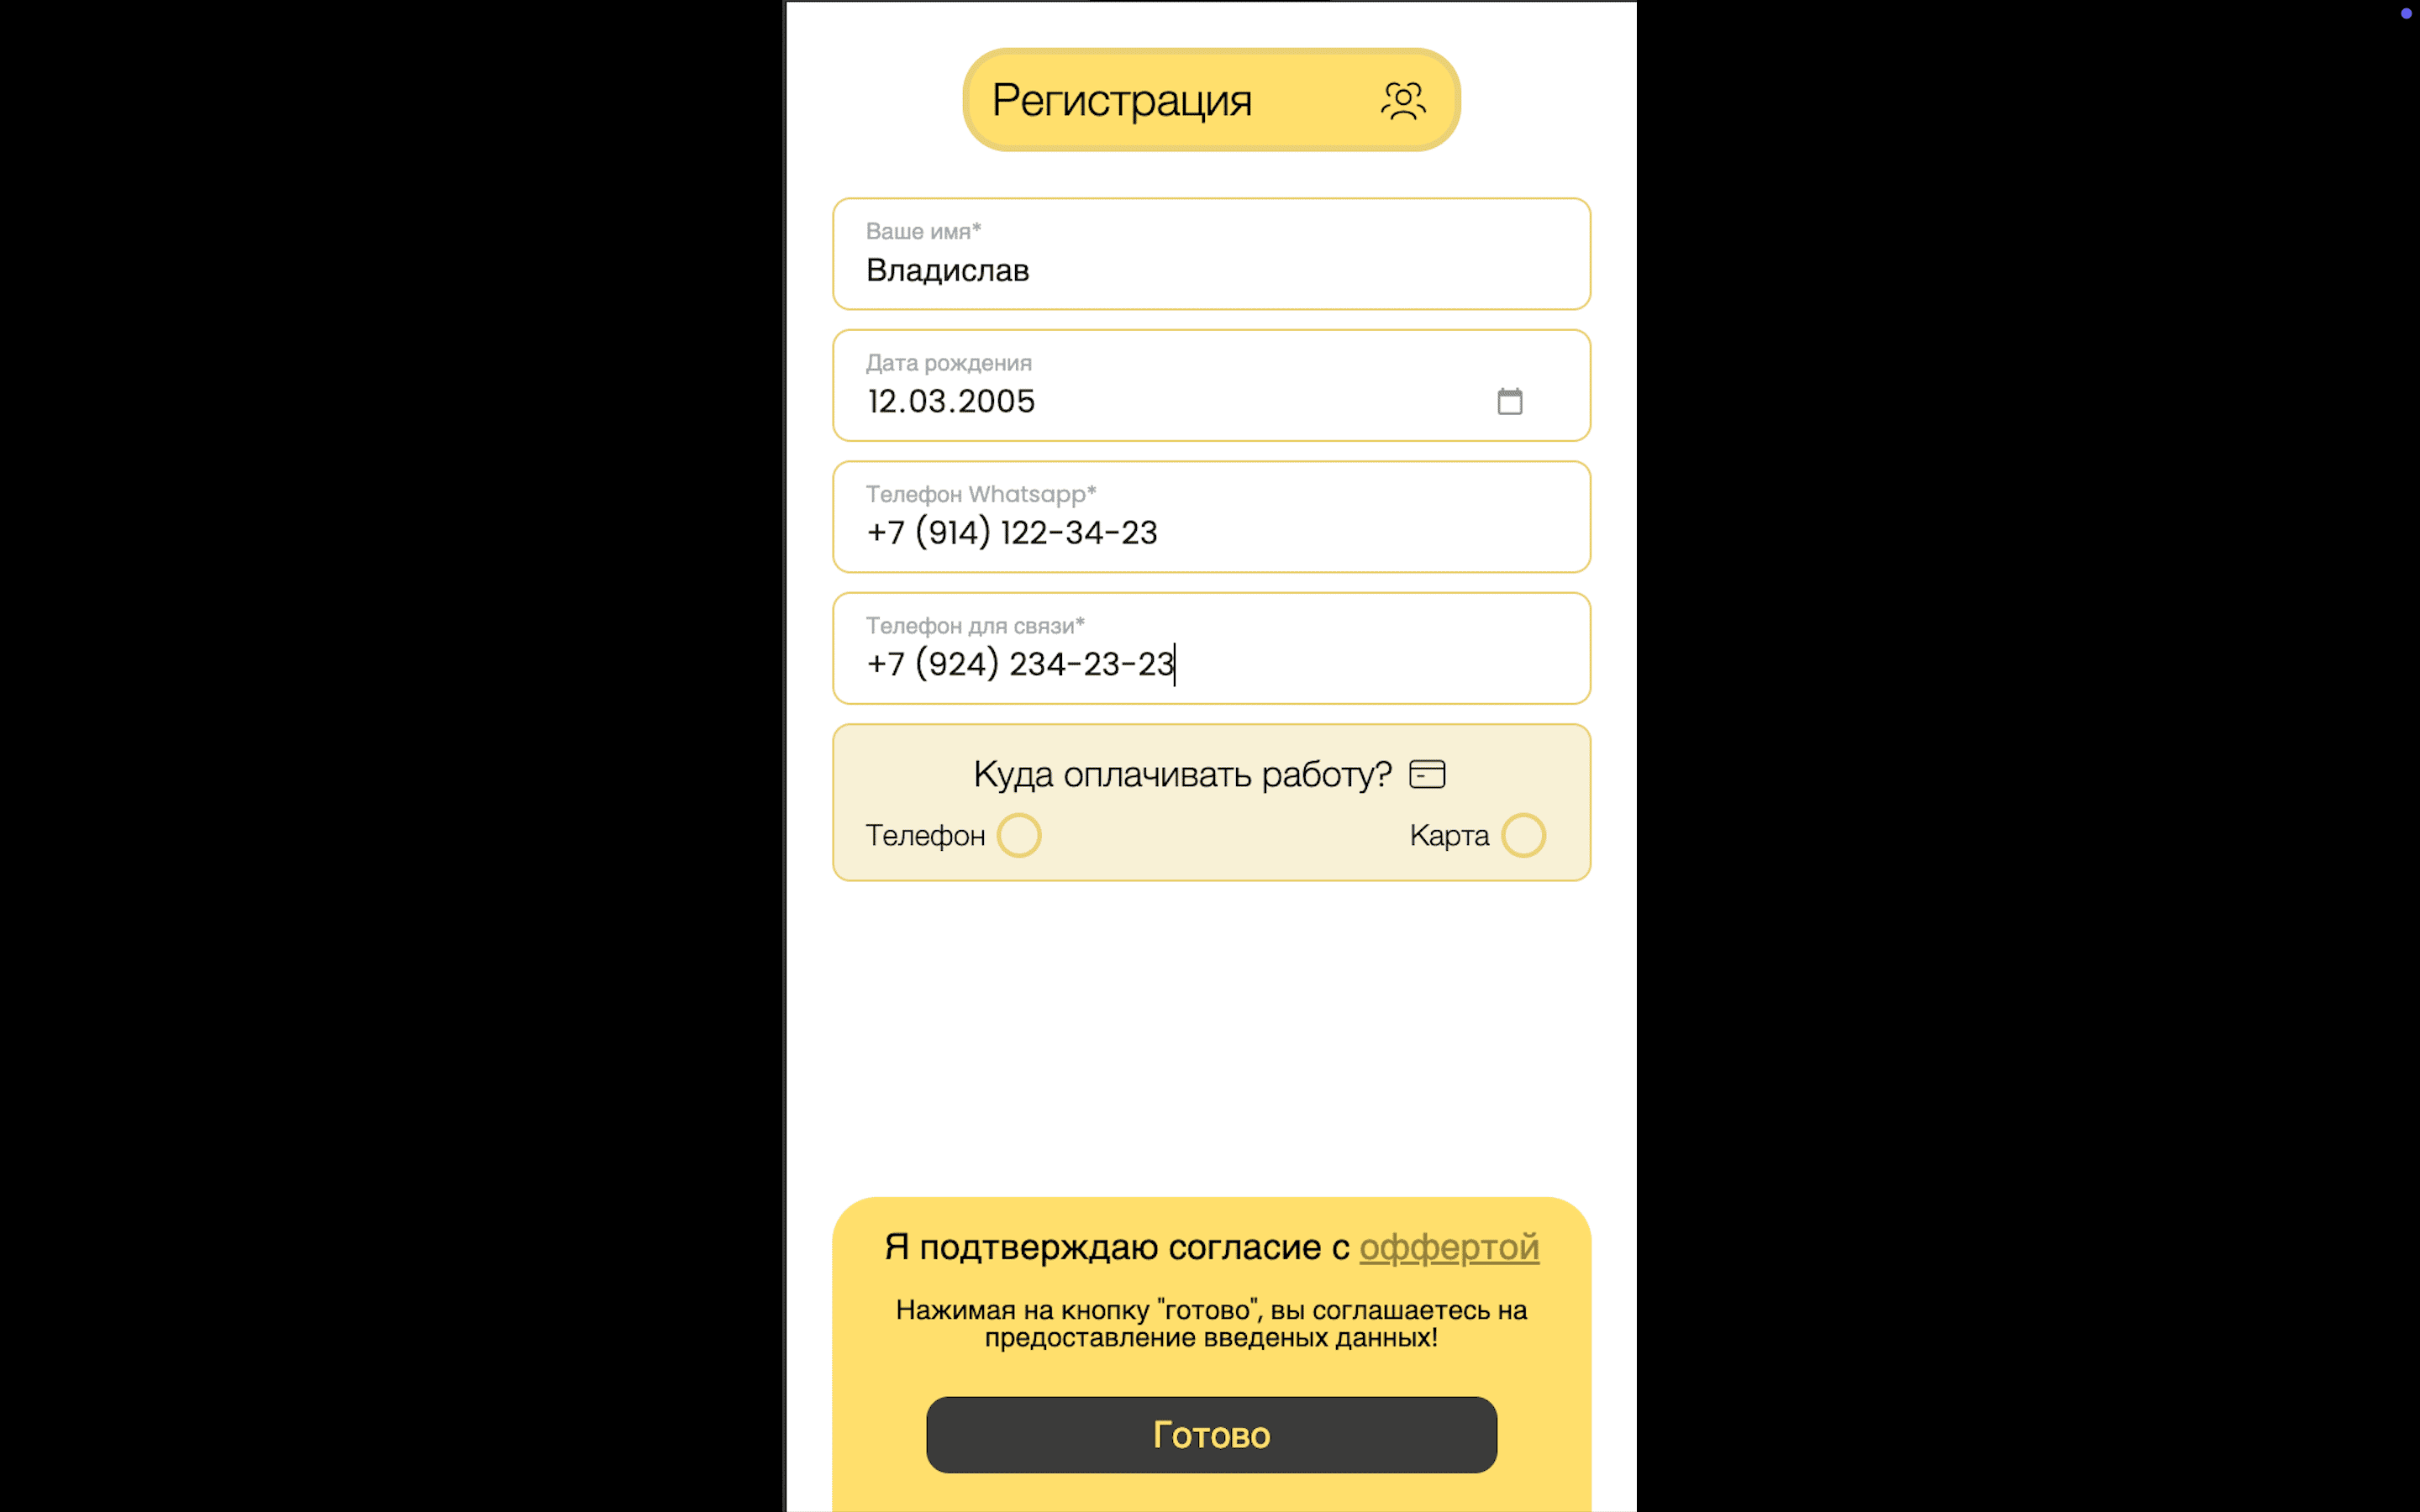 Регистрация
Ваше имя*
Владислав
Дата рождения
12.03.2005
Телефон Whatsapp*
+7 (914) 122-34-23
Телефон для связи*
+7 (924) 234-23-23
Куда оплачивать работу?
Телефон
Карта
Я подтверждаю согласие с оффертой
Нажимая на кнопку "готово", вы соглашаетесь на
предоставление введеных данных!
Готово